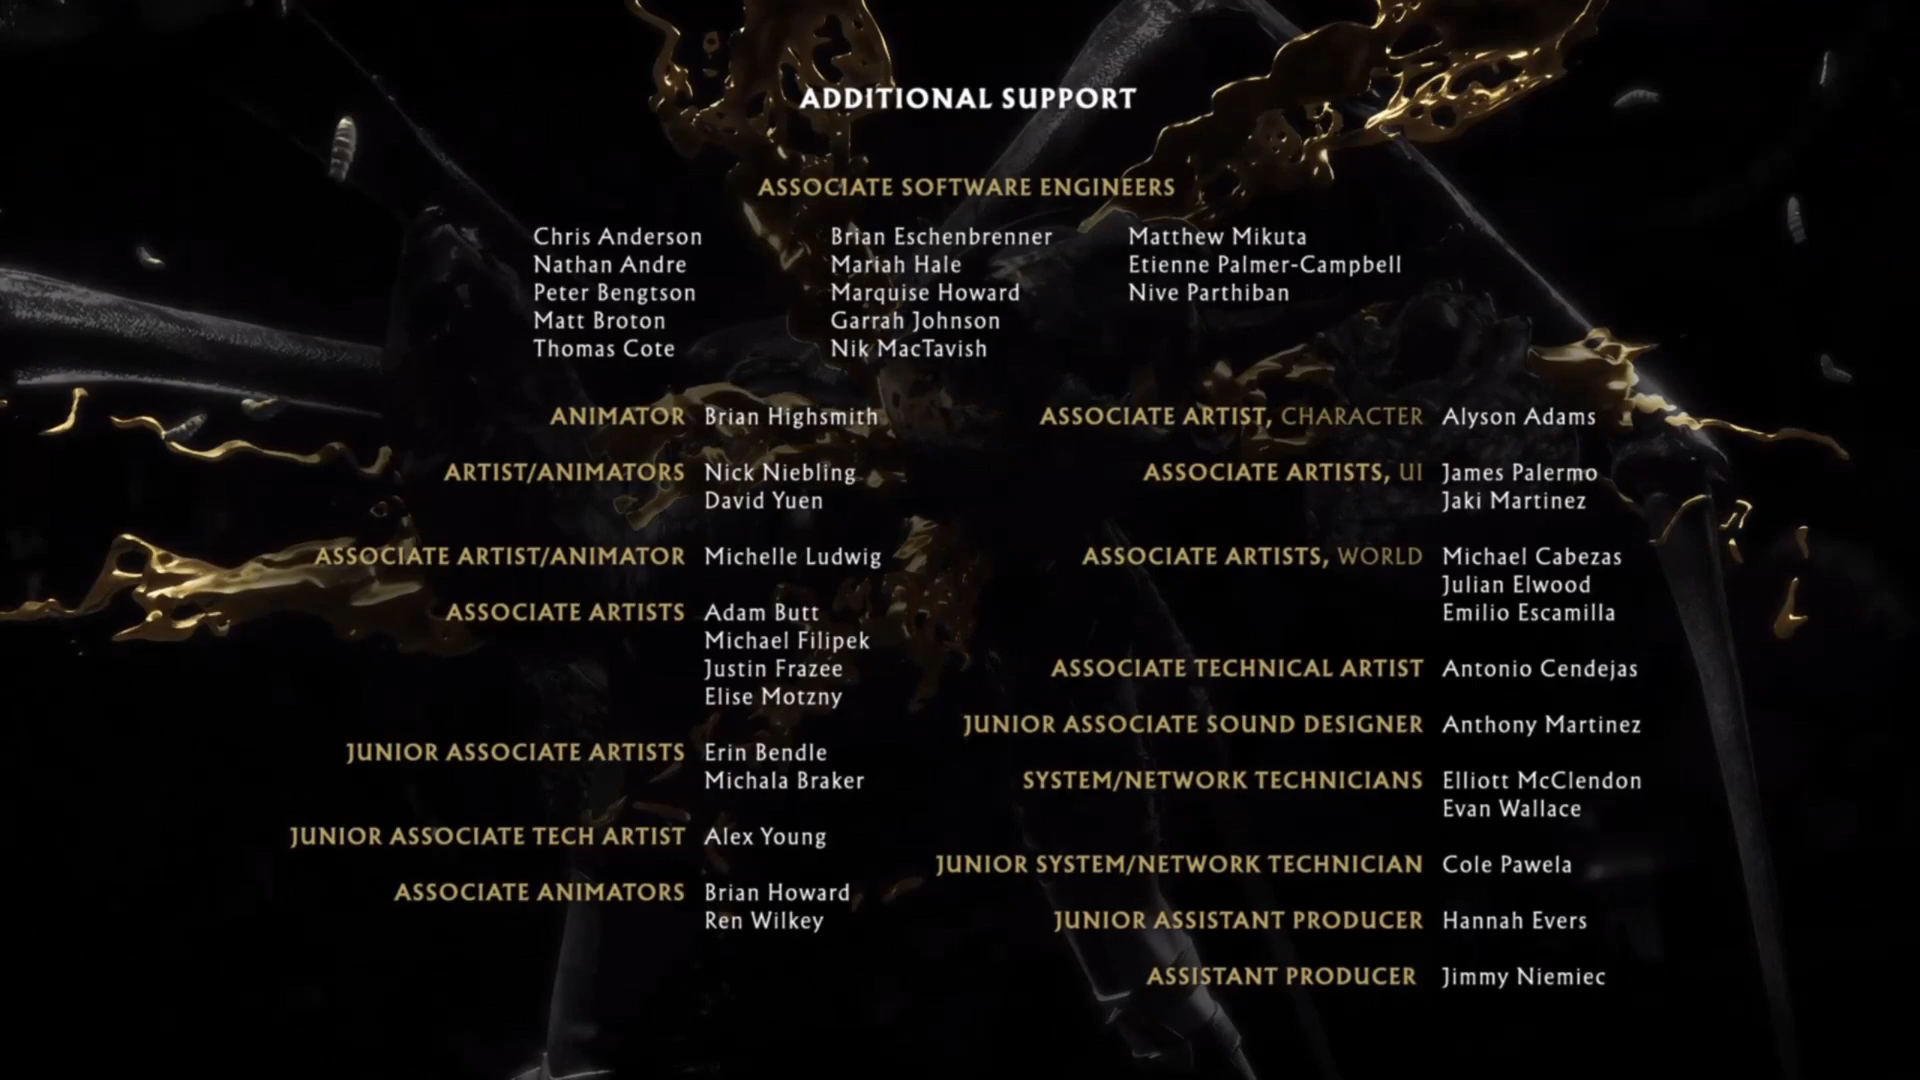 ADDITIONAL SUPPORT
ASSOCIATE SOFTWARE ENGINEERS
Chris Anderson
Nathan Andre
Peter Bengtson
Matt Broton
Thomas Cote
Brian Eschenbrenner
Mariah Hale
Marquise Howard
Garrah Johnson
Nik MacTavish
Matthew Mikuta
Etienne Palmer-Campbell
Nive Parthiban
ANIMATOR Brian Highsmith
ARTIST/ANIMATORS Nick Niebling
David Yuen
ASSOCIATE ARTIST/ANIMATOR Michelle Ludwig
ASSOCIATE ARTISTS Adam Butt
Michael Filipek
Justin Frazee
Elise Motzny
JUNIOR ASSOCIATE ARTISTS Erin Bendle
Michala Braker
JUNIOR ASSOCIATE TECH ARTIST Alex Young
ASSOCIATE ANIMATORS Brian Howard
Ren Wilkey
ASSOCIATE ARTIST, CHARACTER Alyson Adams
ASSOCIATE ARTISTS, UI James Palermo
Jaki Martinez
ASSOCIATE ARTISTS, WORLD Michael Cabezas
Julian Elwood
Emilio Escamilla
ASSOCIATE TECHNICAL ARTIST Antonio Cendejas
JUNIOR ASSOCIATE SOUND DESIGNER Anthony Martinez
SYSTEM/NETWORK TECHNICIANS Elliott McClendon
Evan Wallace
JUNIOR SYSTEM/NETWORK TECHNICIAN Cole Pawela
JUNIOR ASSISTANT PRODUCER Hannah Evers
ASSISTANT PRODUCER Jimmy Niemiec